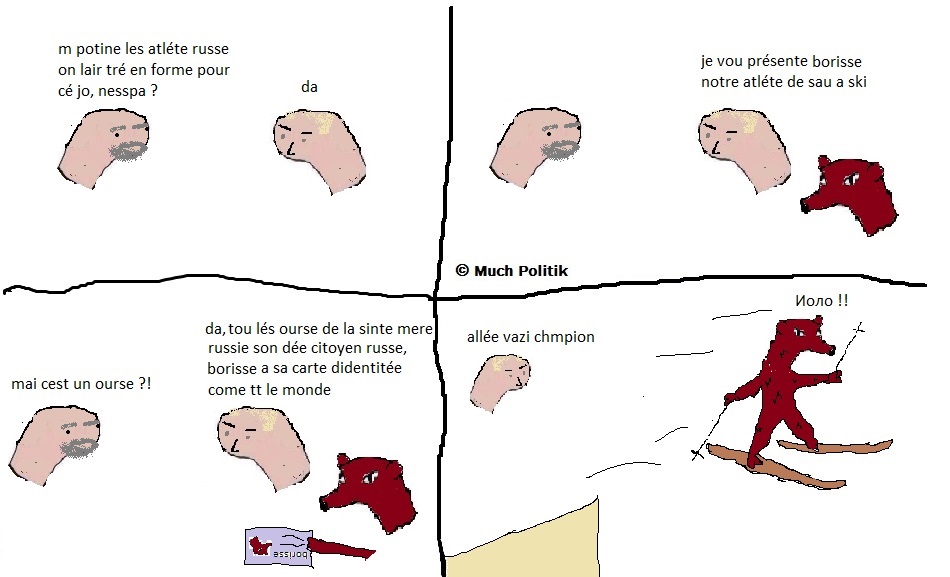 m potine les atléte russe
on lair tré en forme pour
cé jo, nesspa ?
da
je vou présente borisse
notre atléte de sau a ski
© Much Politik
mai cest un ourse ?!
da, tou lés ourse de la sinte mere
russie son dée citoyen russe,
borisse a sa carte didentitée
come tt le monde
borisse
allée vazi chmpion
Иоло !!